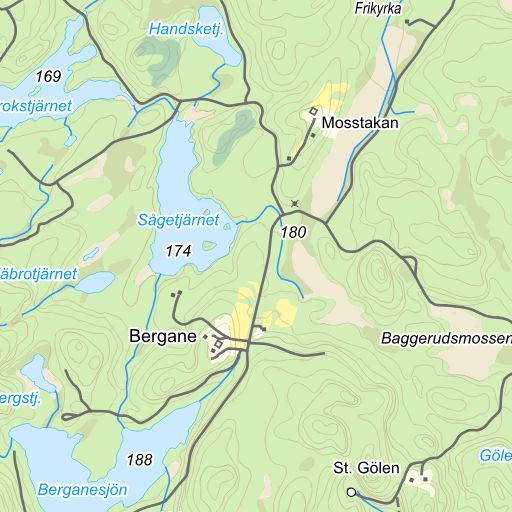 Frikyrka
Handsketj.
169
rokstjärnet
Mosstakan
Sågetjärnet
180
174
äbrotjärnet
Bergane
Baggerudsmossen
ergstj.
188
St. Gölen
Göle
Berganesjön